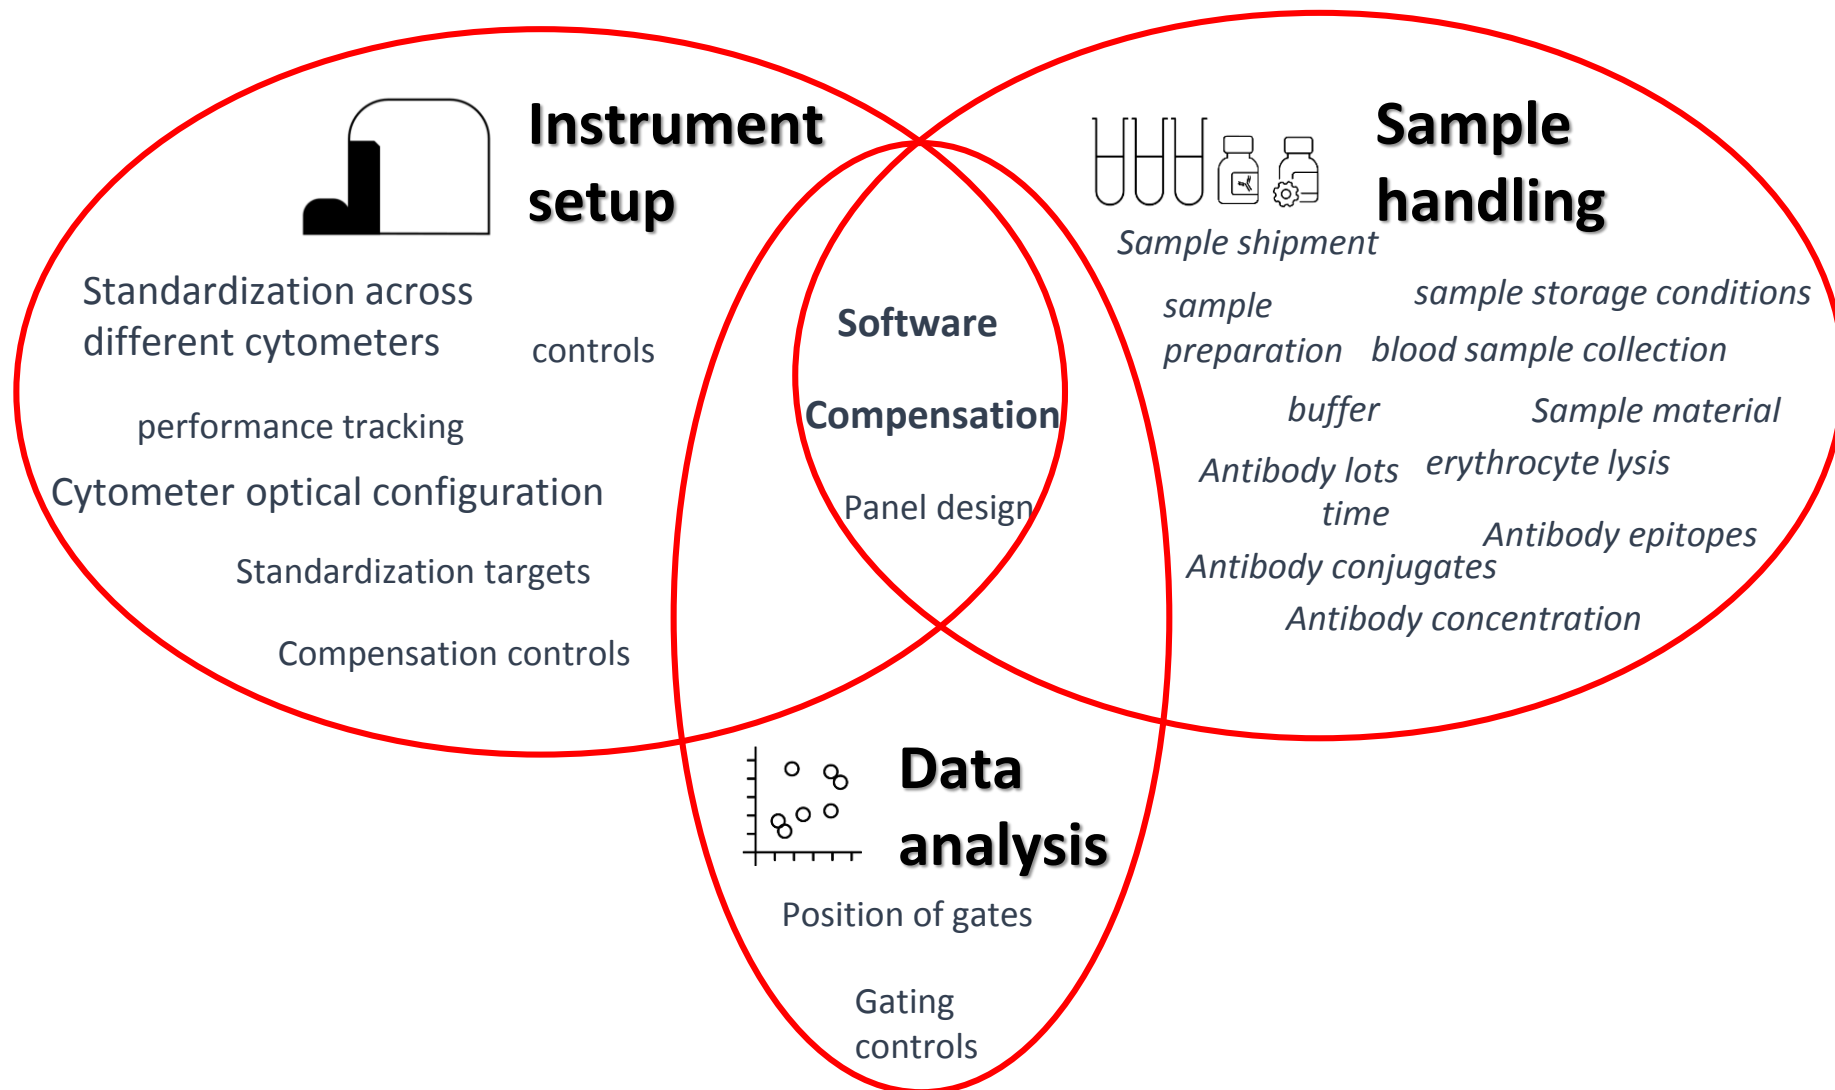 Instrument
setup
Standardization across
different cytometers
controls
performance tracking
Cytometer optical configuration
Standardization targets
Compensation controls
Software
Compensation
Panel design
Sample
handling
Sample shipment
sample storage conditions
sample
preparation
blood sample collection
buffer
Sample material
Antibody lots
erythrocyte lysis
time
Antibody epitopes
Antibody conjugates
Antibody concentration
Data
analysis
Position of gates
Gating
controls